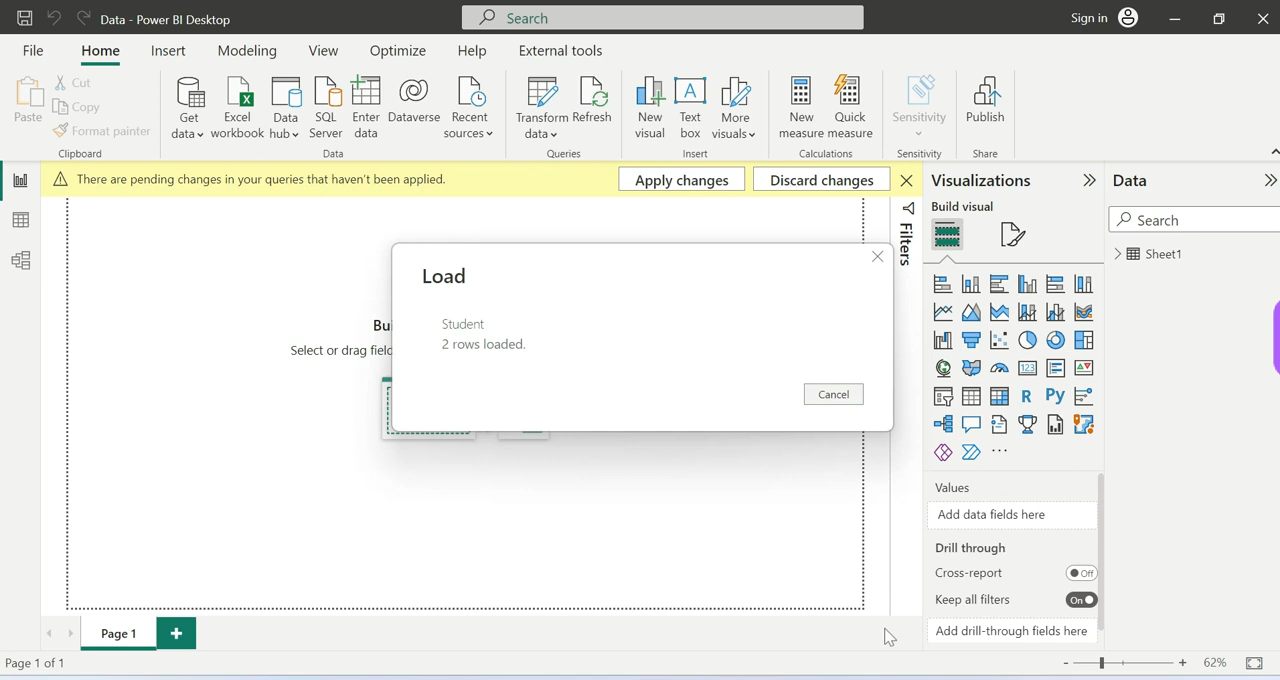 Data - Power BI Desktop
Search
Sign in
File
Home
Insert
Modeling
View
Optimize
Help
External tools
Paste
Cut
Copy
Format painter
Clipboard
Get data
Excel workbook
Data hub
SQL Server
Enter data
Dataverse
Recent sources
Data
Transform data
Refresh
Queries
New visual
Text box
More visuals
Insert
New measure
Quick measure
Calculations
Sensitivity
Sensitivity
Publish
Share
There are pending changes in your queries that haven't been applied.
Apply changes
Discard changes
Bui
Select or drag field
Load
Student
2 rows loaded.
Cancel
Filters
Visualizations
Build visual
123
R
Py
Values
Add data fields here
Drill through
Cross-report
Off
Keep all filters
On
Add drill-through fields here
Data
Search
Sheet1
Page 1
Page 1 of 1
62%